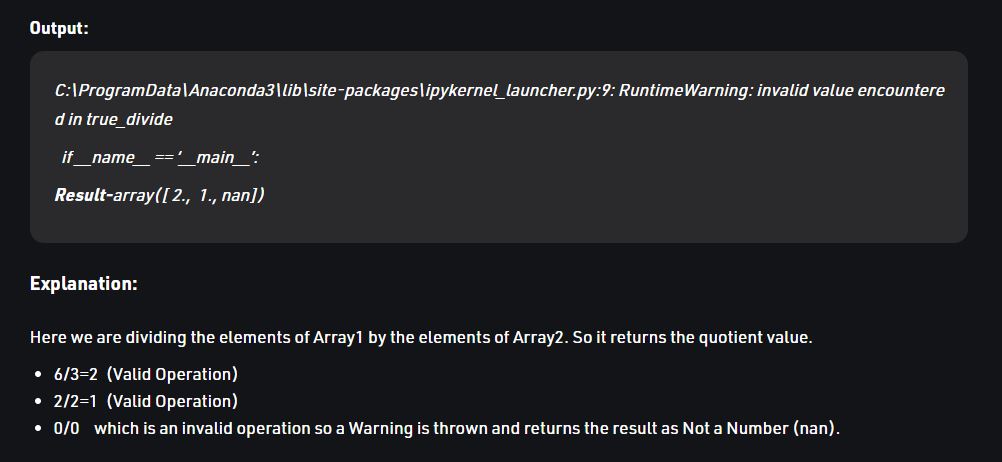 Output:
C:\ProgramData\Anaconda3\lib\site-packages\ipykernel_launcher.py:9: RuntimeWarning: invalid value encountere
d in true_divide
if __name__ == ‘__main__’:
Result-array([ 2.,  1., nan])
Explanation:
Here we are dividing the elements of Array1 by the elements of Array2. So it returns the quotient value.
• 6/3=2  (Valid Operation)
• 2/2=1  (Valid Operation)
• 0/0   which is an invalid operation so a Warning is thrown and returns the result as Not a Number (nan).